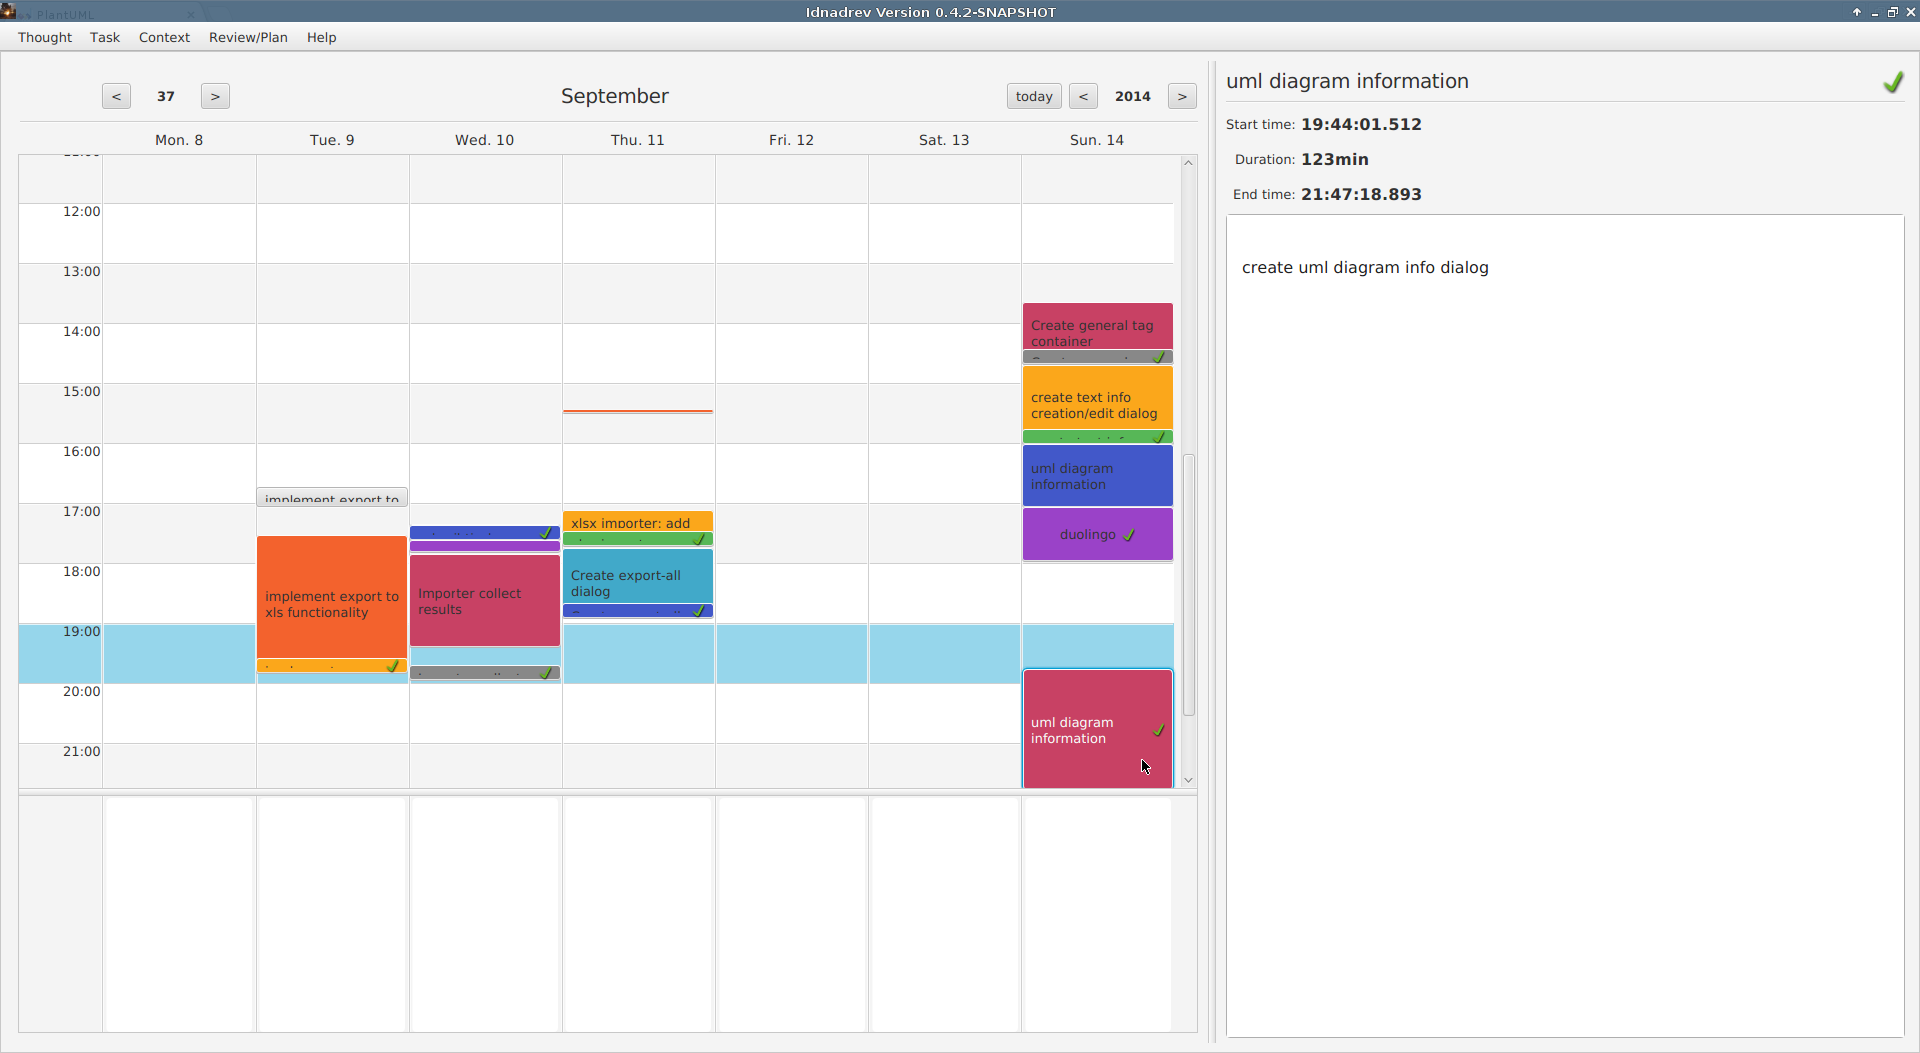 PlantUML
Idnadrev Version 0.4.2-SNAPSHOT
Thought Task Context Review/Plan Help
< 37 > September today < 2014 >
Mon. 8 Tue. 9 Wed. 10 Thu. 11 Fri. 12 Sat. 13 Sun. 14
12:00
13:00
14:00
15:00
16:00
17:00
18:00
19:00
20:00
21:00
implement export to
implement export to
xls functionality
Importer collect
results
xlsx importer: add
Create export-all
dialog
Create general tag
container
create text info
creation/edit dialog
uml diagram
information
duolingo
uml diagram
information
uml diagram information
Start time: 19:44:01.512
Duration: 123min
End time: 21:47:18.893
create uml diagram info dialog